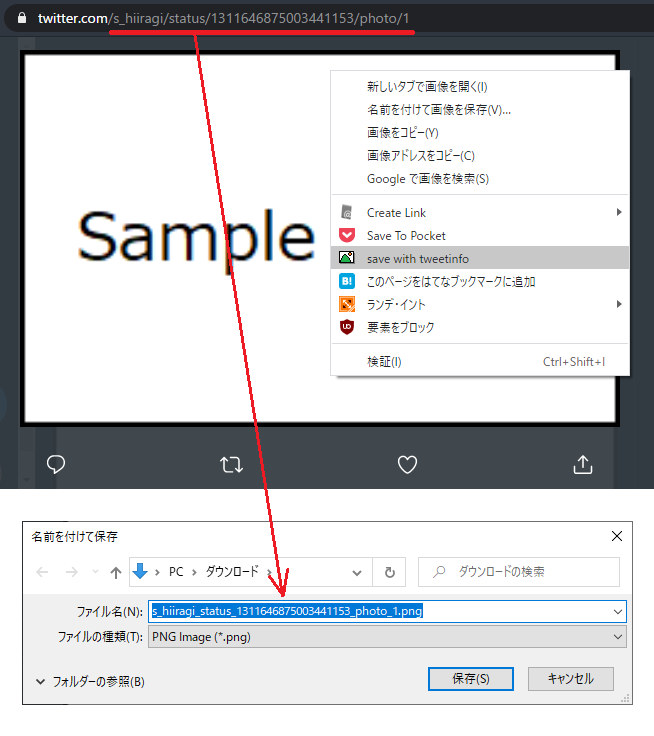 twitter.com/s_hiiragi/status/1311646875003441153/photo/1
Sample
新しいタブで画像を開く(I)
名前を付けて画像を保存(V)...
画像をコピー(Y)
画像アドレスをコピー(C)
Google で画像を検索(S)
Create Link
Save To Pocket
save with tweetinfo
B! このページをはてなブックマークに追加
ランデ・イント
要素をブロック
検証(I) Ctrl+Shift+I
名前を付けて保存
PC ダウンロード ダウンロードの検索
ファイル名(N): s_hiiragi_status_1311646875003441153_photo_1.png
ファイルの種類(T): PNG Image (*.png)
フォルダーの参照(B) 保存(S) キャンセル